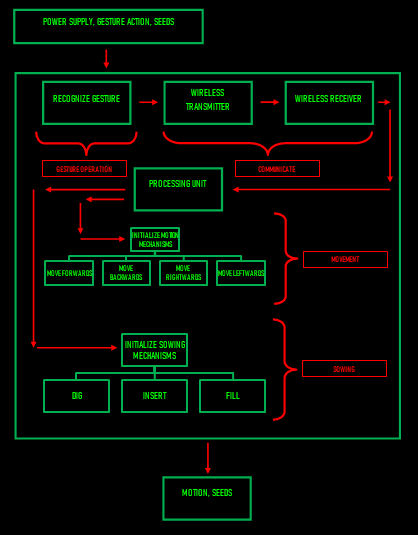 POWER SUPPLY, GESTURE ACTION, SEEDS
RECOGNIZE GESTURE
WIRELESS
TRANSMITTER
WIRELESS RECEIVER
GESTURE OPERATION
COMMUNICATE
PROCESSING UNIT
INITIALIZE MOTION
MECHANISMS
MOVE FORWARDS
MOVE
BACKWARDS
MOVE
RIGHTWARDS
MOVE LEFTWARDS
MOVEMENT
INITIALIZE SOWING
MECHANISMS
SOWING
DIG
INSERT
FILL
MOTION, SEEDS